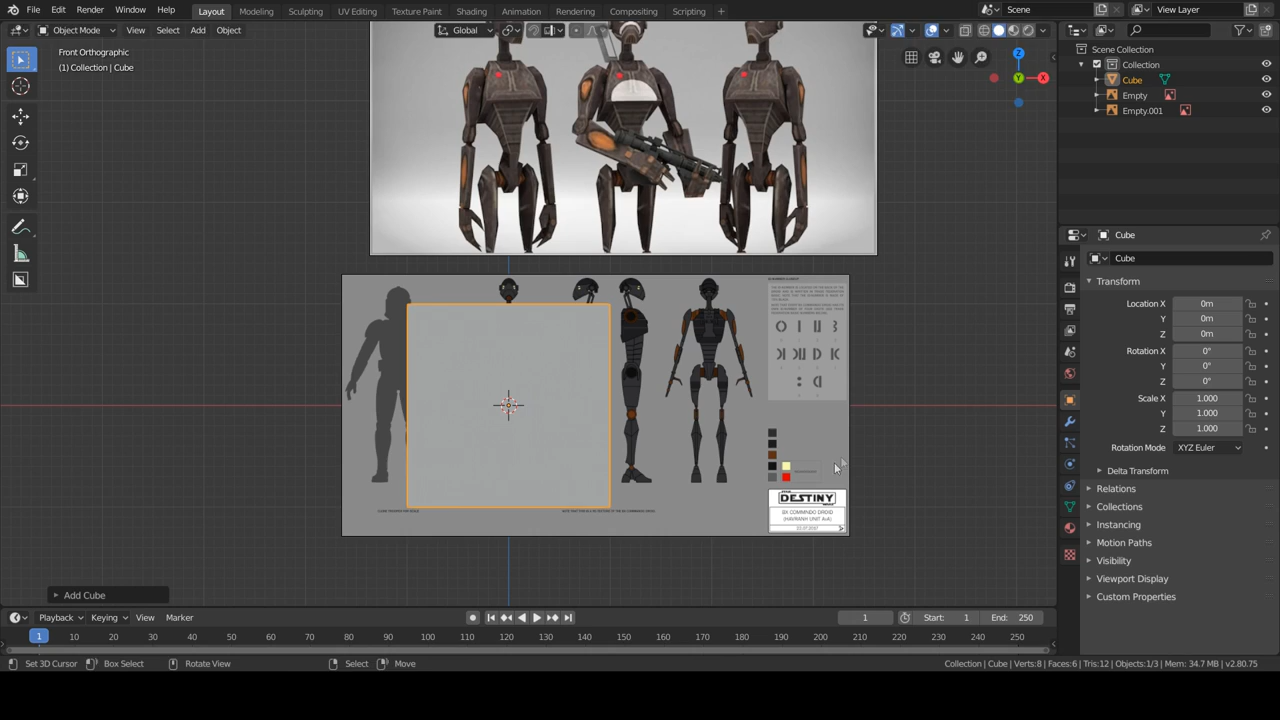 File Edit Render Window Help Layout Modeling Sculpting UV Editing Texture Paint Shading Animation Rendering Compositing Scripting Scene View Layer
Object Mode View Select Add Object Global
Front Orthographic
(1) Collection | Cube
Z
Y
X
Scene Collection
Collection
Cube
Empty
Empty.001
Cube
Cube
Transform
Location X 0m
Y 0m
Z 0m
Rotation X 0°
Y 0°
Z 0°
Scale X 1.000
Y 1.000
Z 1.000
Rotation Mode XYZ Euler
Delta Transform
Relations
Collections
Instancing
Motion Paths
Visibility
Viewport Display
Custom Properties
DESTINY
BX COMMNDO DROID
Add Cube
Playback Keying View Marker 1 Start: 1 End: 250
1 10 20 30 40 50 60 70 80 90 100 110 120 130 140 150 160 170 180 190 200 210 220 230 240 250
Set 3D Cursor Box Select Rotate View Select Move Collection | Cube | Verts:8 | Faces:6 | Tris:12 | Objects:1/3 | Mem: 34.7 MB | v2.80.75